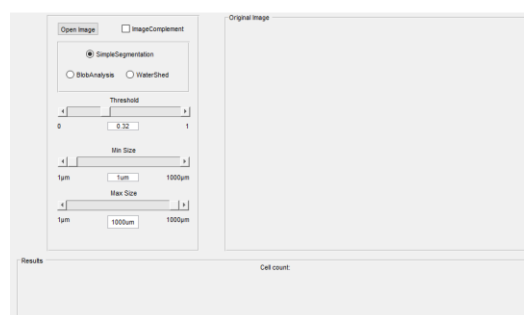 Original Image
Open Image
ImageComplement
SimpleSegmentation
BlobAnalysis WaterShed
Threshold
0 0.32 1
Min Size
1μm 1um 1000μm
Max Size
1μm 1000um 1000μm
Results
Cell count: